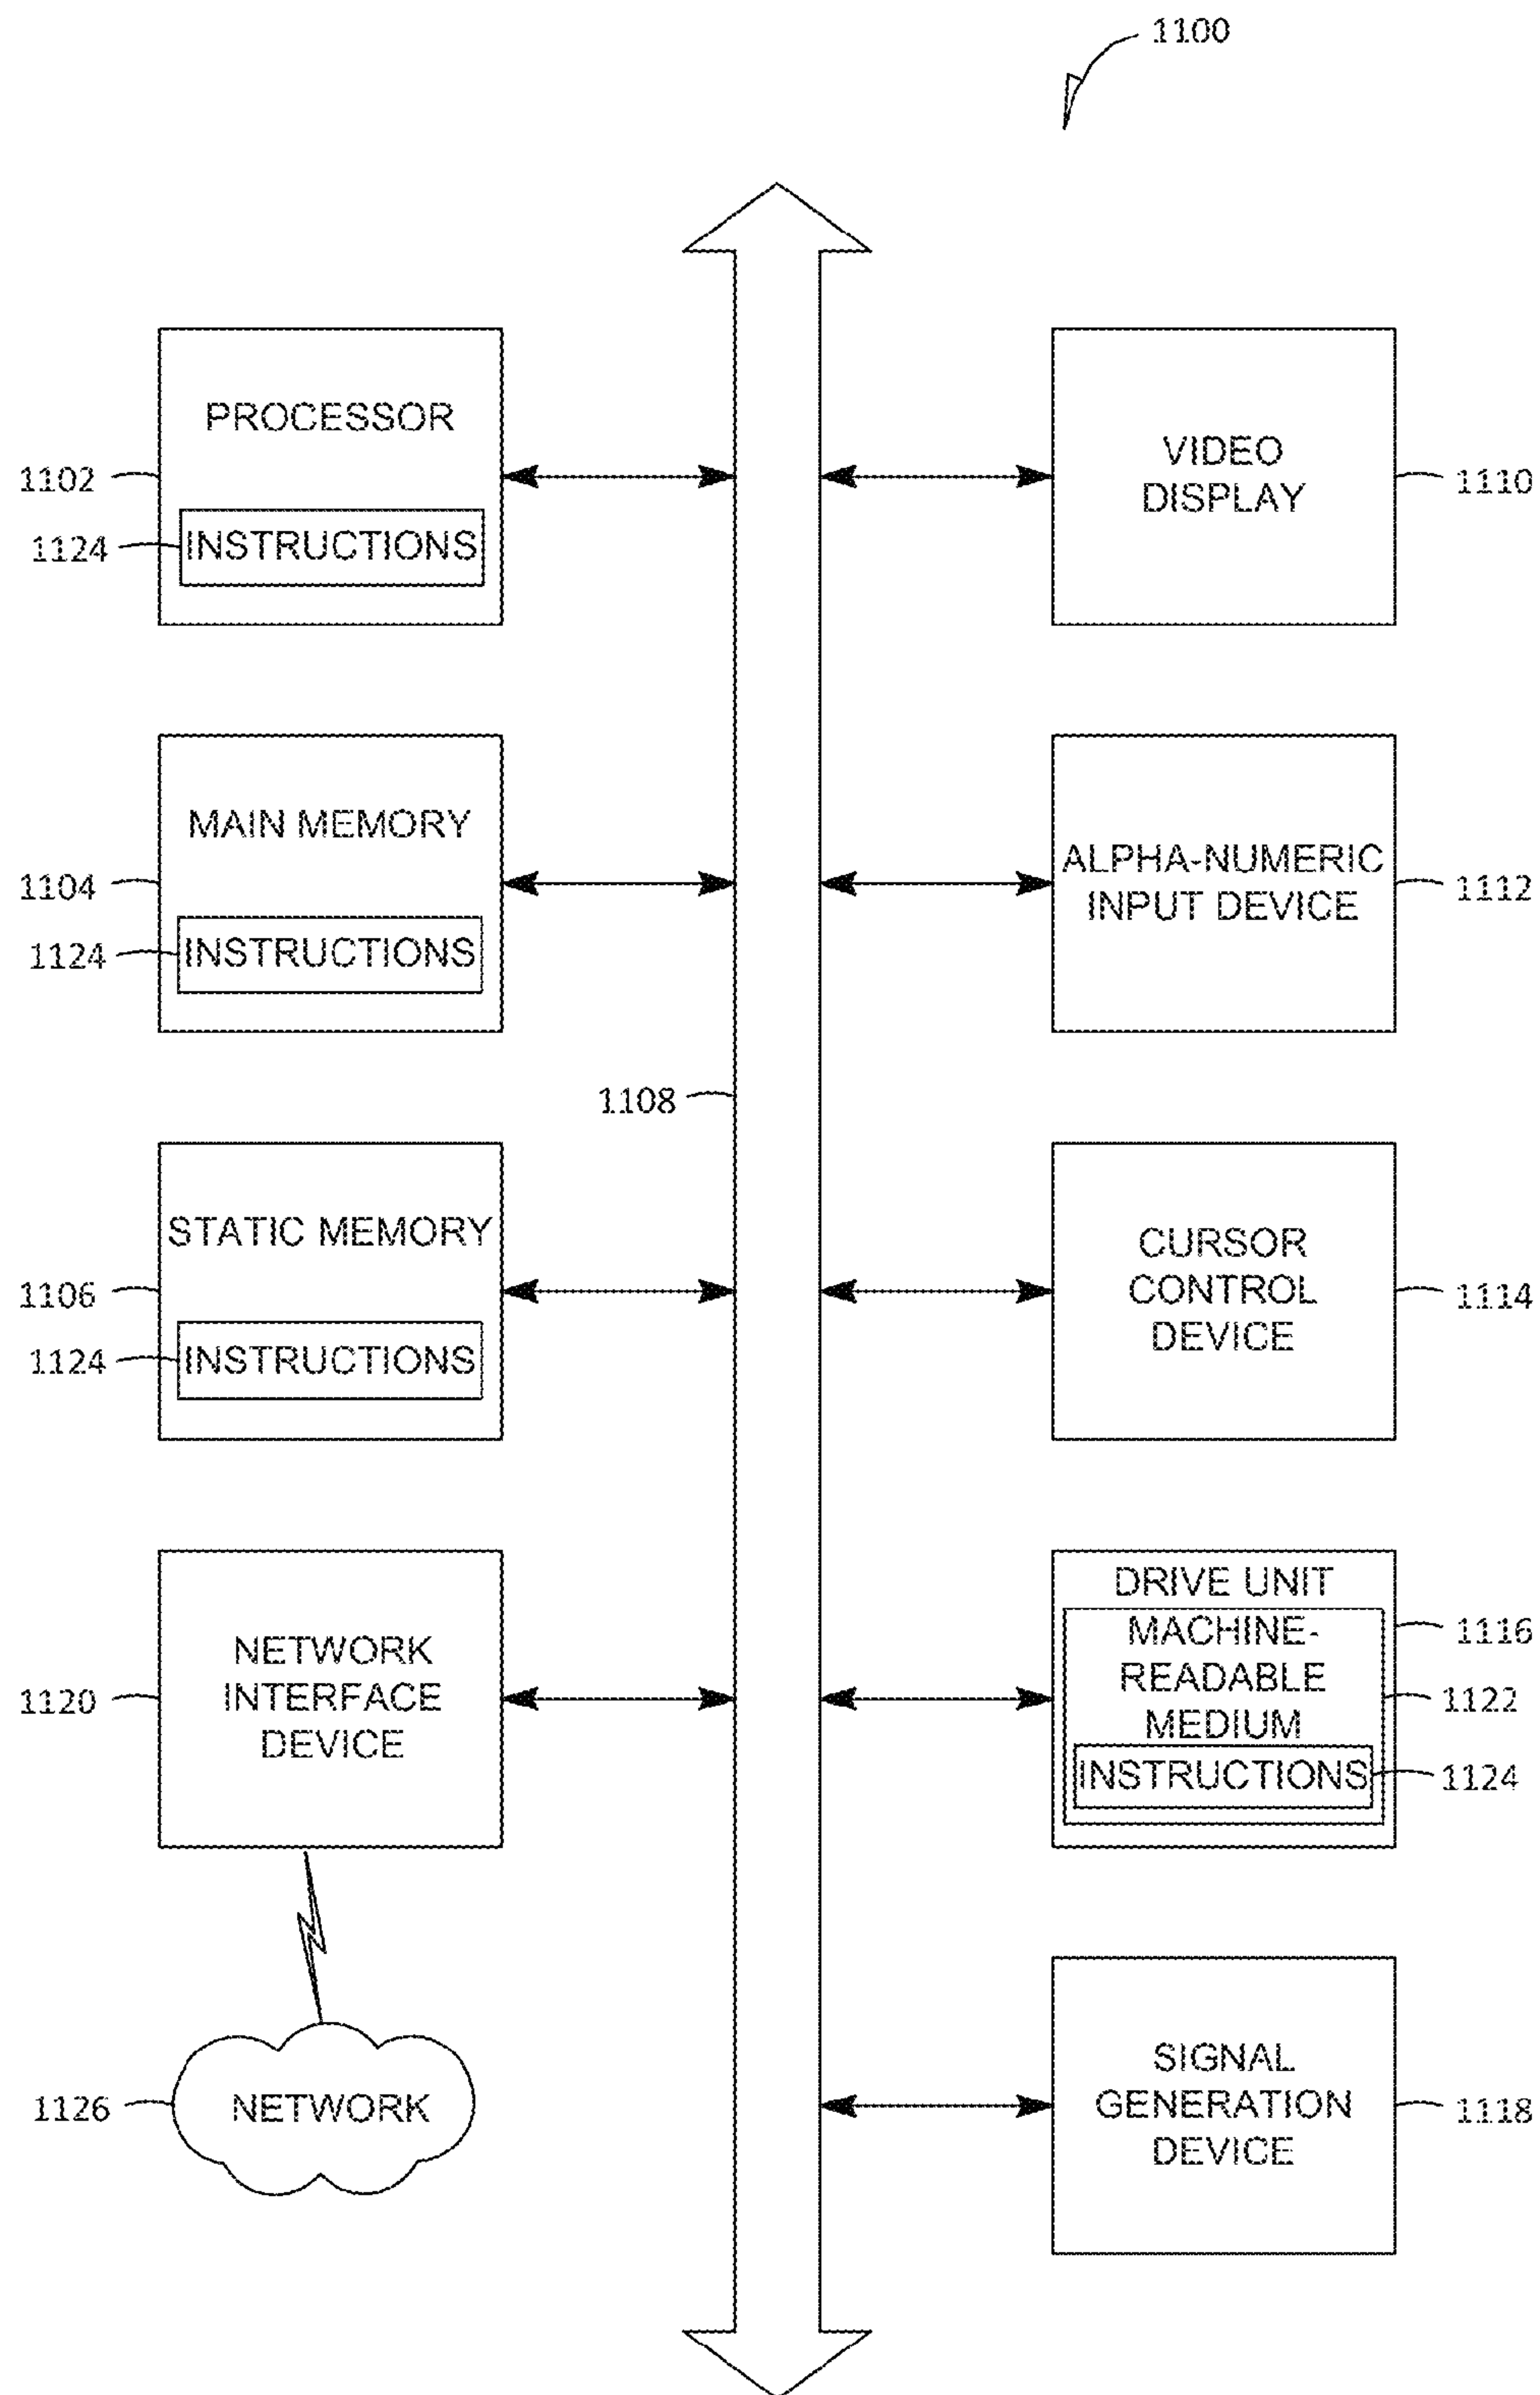 1100
PROCESSOR
1102
1124
INSTRUCTIONS
VIDEO
DISPLAY
1110
MAIN MEMORY
1104
1124
INSTRUCTIONS
ALPHA-NUMERIC
INPUT DEVICE
1112
1108
STATIC MEMORY
1106
1124
INSTRUCTIONS
CURSOR
CONTROL
DEVICE
1114
NETWORK
INTERFACE
DEVICE
1120
DRIVE UNIT
1116
MACHINE-
READABLE
MEDIUM
1122
INSTRUCTIONS
1124
NETWORK
1126
SIGNAL
GENERATION
DEVICE
1118